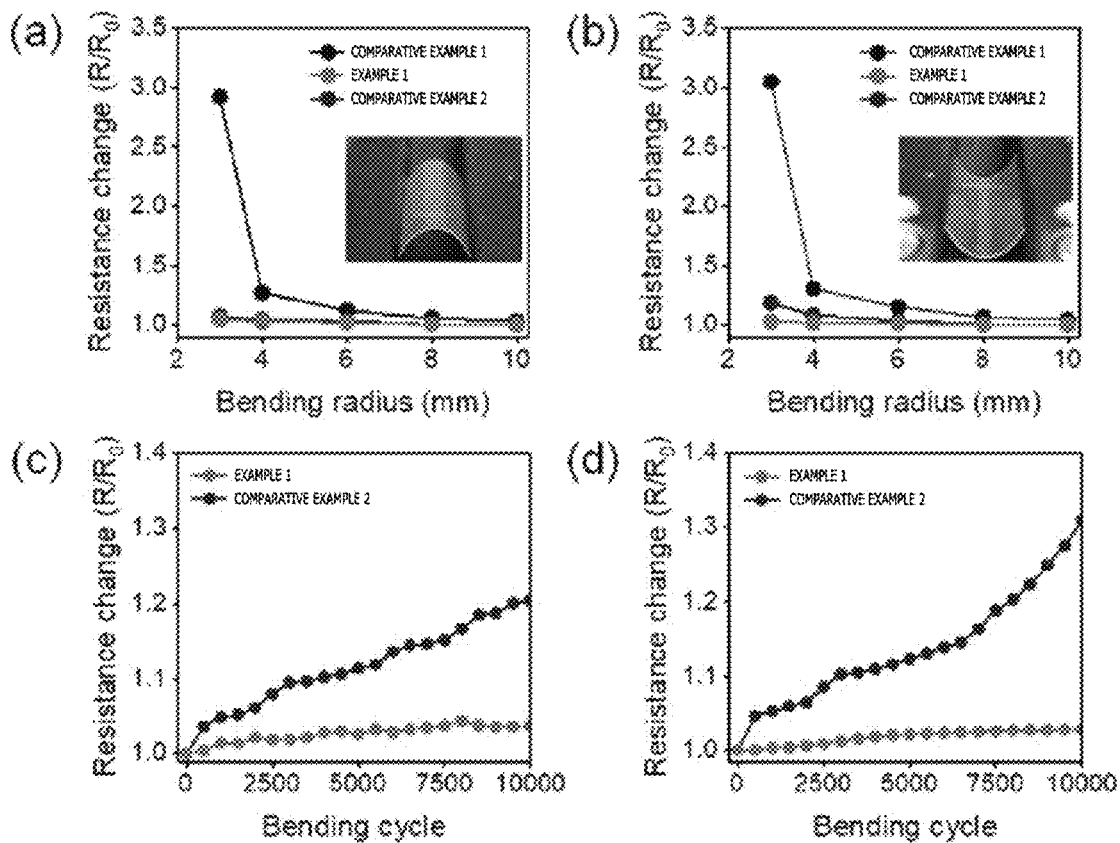 (a)
Resistance change (R/R₀)
3.5
3.0
2.5
2.0
1.5
1.0
COMPARATIVE EXAMPLE 1
EXAMPLE 1
COMPARATIVE EXAMPLE 2
2 4 6 8 10
Bending radius (mm)
(b)
Resistance change (R/R₀)
3.5
3.0
2.5
2.0
1.5
1.0
COMPARATIVE EXAMPLE 1
EXAMPLE 1
COMPARATIVE EXAMPLE 2
2 4 6 8 10
Bending radius (mm)
(c)
Resistance change (R/R₀)
1.4
1.3
1.2
1.1
1.0
EXAMPLE 1
COMPARATIVE EXAMPLE 2
0 2500 5000 7500 10000
Bending cycle
(d)
Resistance change (R/R₀)
1.4
1.3
1.2
1.1
1.0
EXAMPLE 1
COMPARATIVE EXAMPLE 2
0 2500 5000 7500 10000
Bending cycle